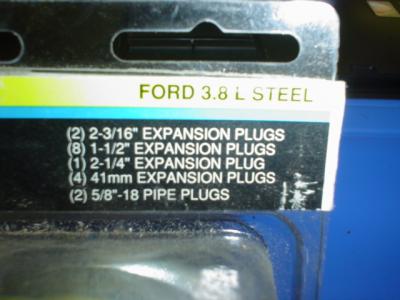 FORD 3.8 L STEEL
(2) 2-3/16" EXPANSION PLUGS
(8) 1-1/2" EXPANSION PLUGS
(1) 2-1/4" EXPANSION PLUG
(4) 41mm EXPANSION PLUGS
(2) 5/8"-18 PIPE PLUGS